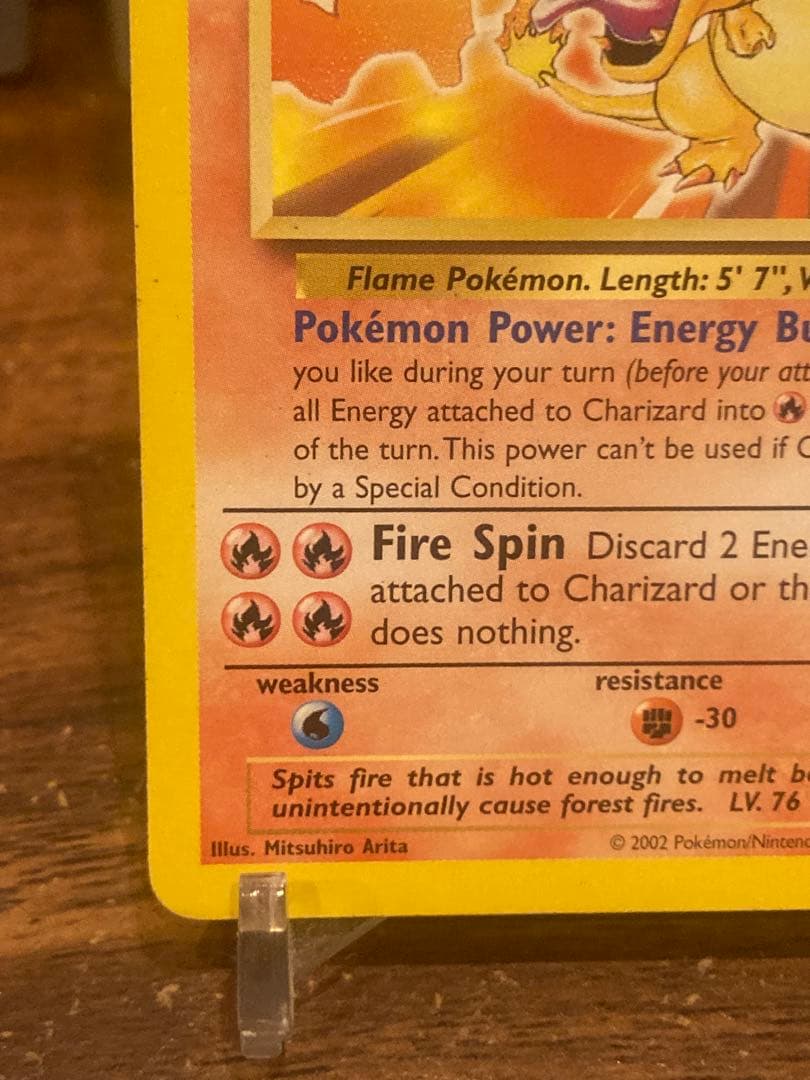 Flame Pokémon. Length: 5' 7",
Pokémon Power: Energy
you like during your turn (before your
all Energy attached to Charizard into
of the turn. This power can't be used if
by a Special Condition.
Fire Spin Discard 2
attached to Charizard or
does nothing.
weakness resistance
-30
Spits fire that is hot enough to melt
unintentionally cause forest fires. LV. 76
Illus. Mitsuhiro Arita © 2002 Pokémon/